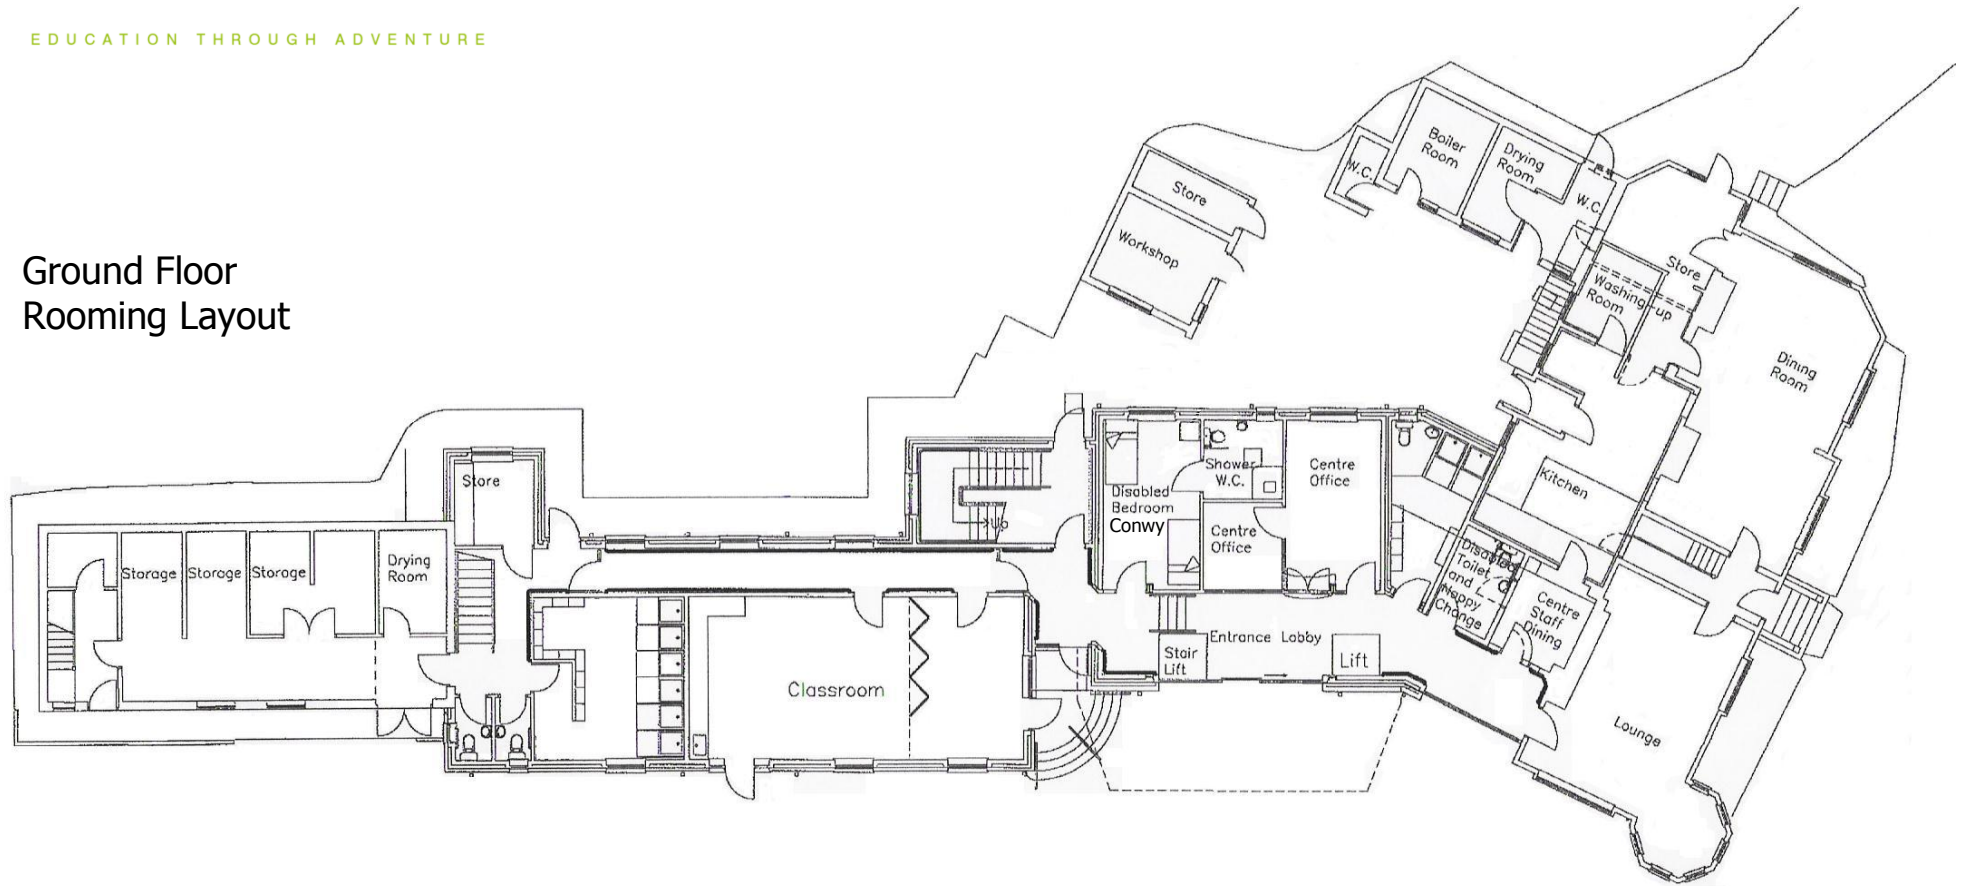 EDUCATION THROUGH ADVENTURE
Ground Floor
Rooming Layout
Boiler
Room
Drying
Room
W.C.
W.C.
Store
Workshop
Store
Washing-up
Room
Dining
Room
Kitchen
Store
Storage
Storage
Storage
Drying
Room
Up
Disabled
Bedroom
Conwy
Shower
W.C.
Centre
Office
Centre
Office
Disabled
Toilet
and
Nappy
Change
Centre
Staff
Dining
Entrance Lobby
Stair
Lift
Lift
Classroom
Lounge